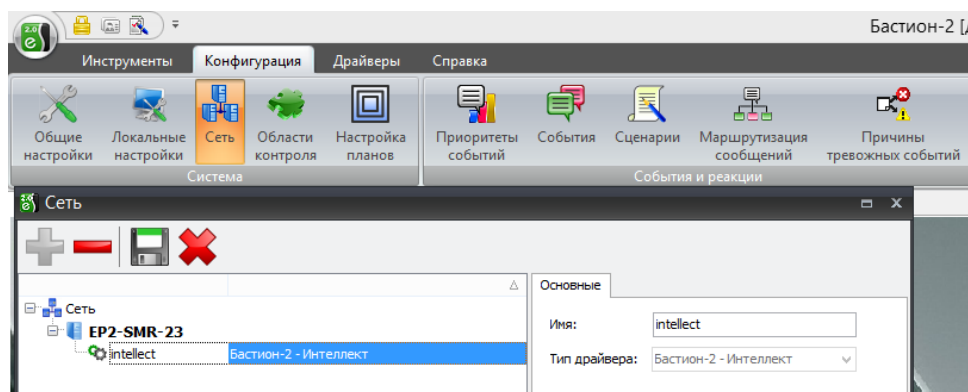 2.0
Бастион-2 [
Инструменты Конфигурация Драйверы Справка
Общие настройки
Локальные настройки
Сеть
Области контроля
Настройка планов
Приоритеты событий
События
Сценарии
Маршрутизация сообщений
Причины тревожных событий
Система
События и реакции
Сеть
Основные
Сеть
EP2-SMR-23
intellect Бастион-2 - Интеллект
Имя: intellect
Тип драйвера: Бастион-2 - Интеллект